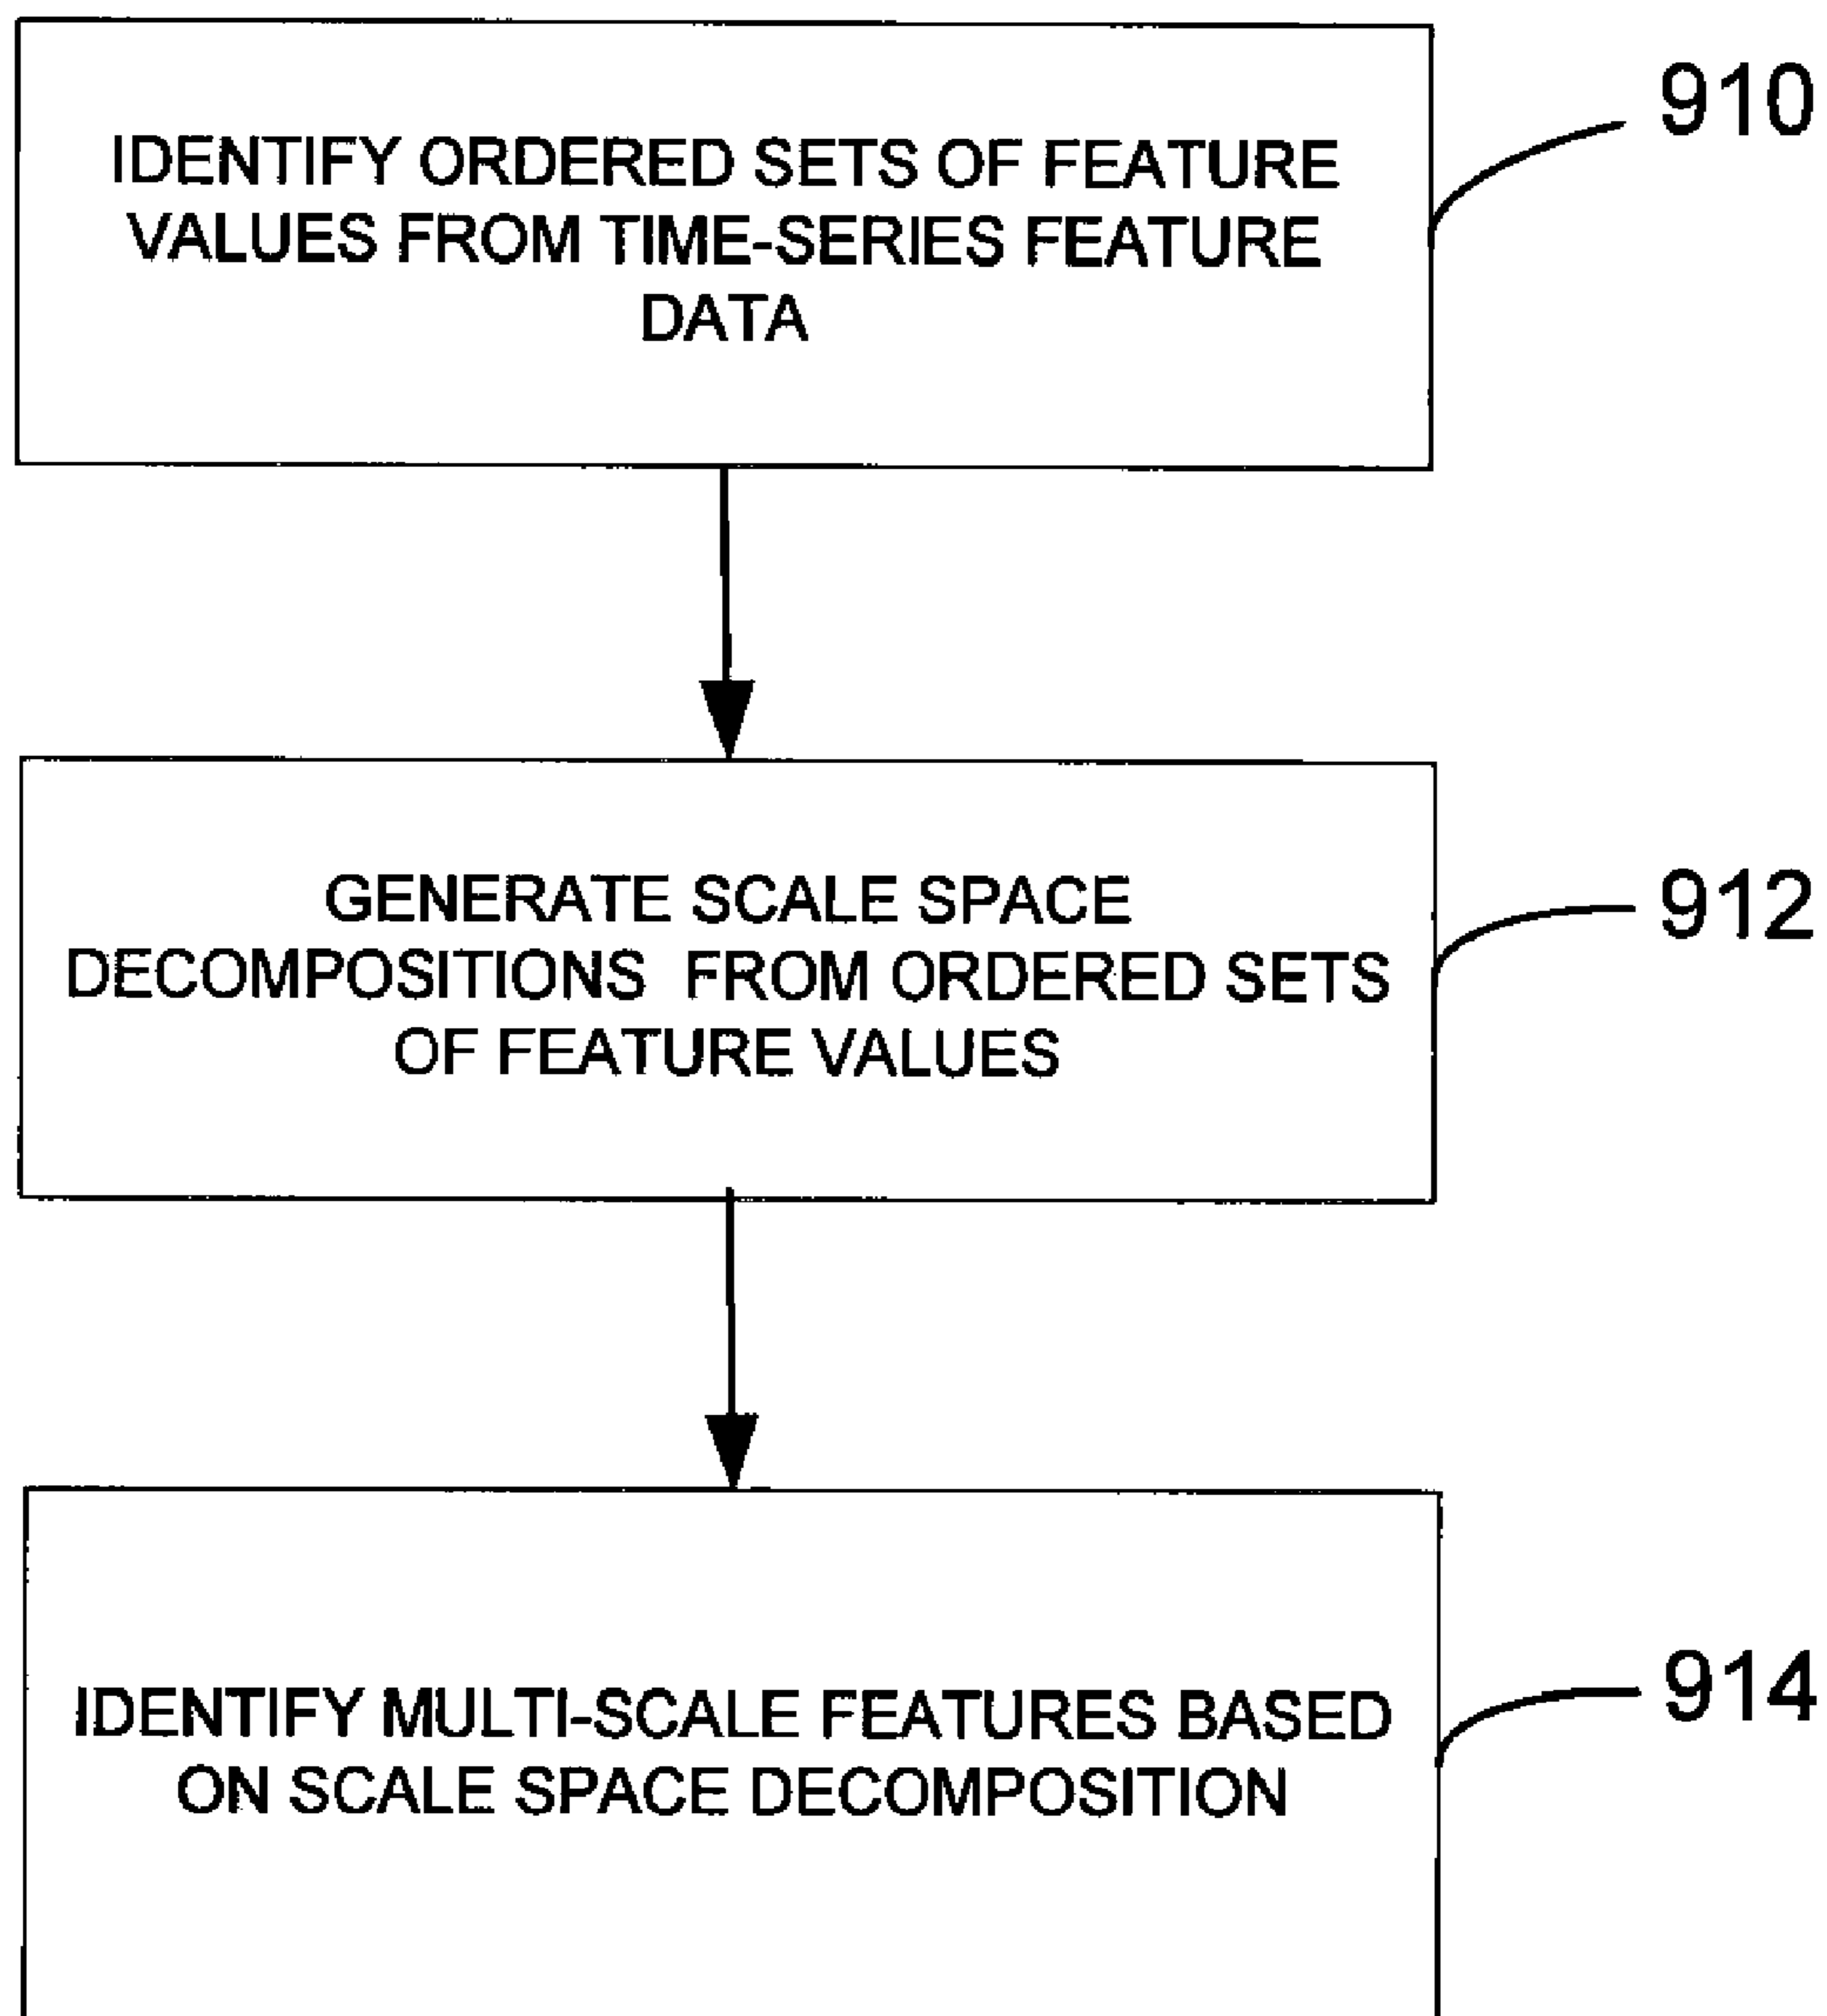 IDENTIFY ORDERED SETS OF FEATURE
VALUES FROM TIME-SERIES FEATURE
DATA
910
GENERATE SCALE SPACE
DECOMPOSITIONS FROM ORDERED SETS
OF FEATURE VALUES
912
IDENTIFY MULTI-SCALE FEATURES BASED
ON SCALE SPACE DECOMPOSITION
914